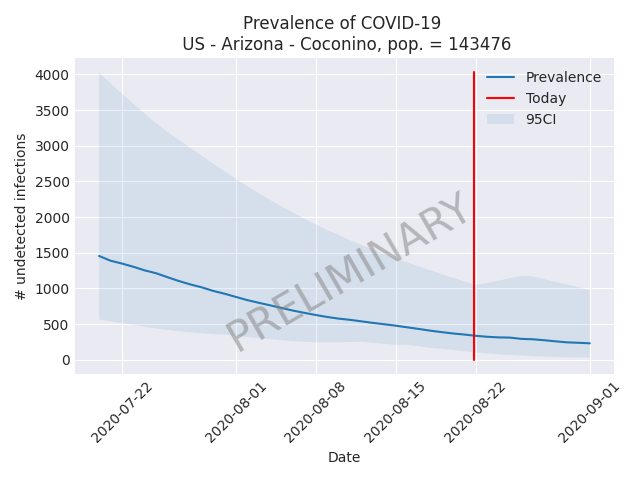 Prevalence of COVID-19
US - Arizona - Coconino, pop. = 143476
# undetected infections
4000
3500
3000
2500
2000
1500
1000
500
0
Prevalence
Today
95CI
PRELIMINARY
2020-07-22
2020-08-01
2020-08-08
2020-08-15
2020-08-22
2020-09-01
Date